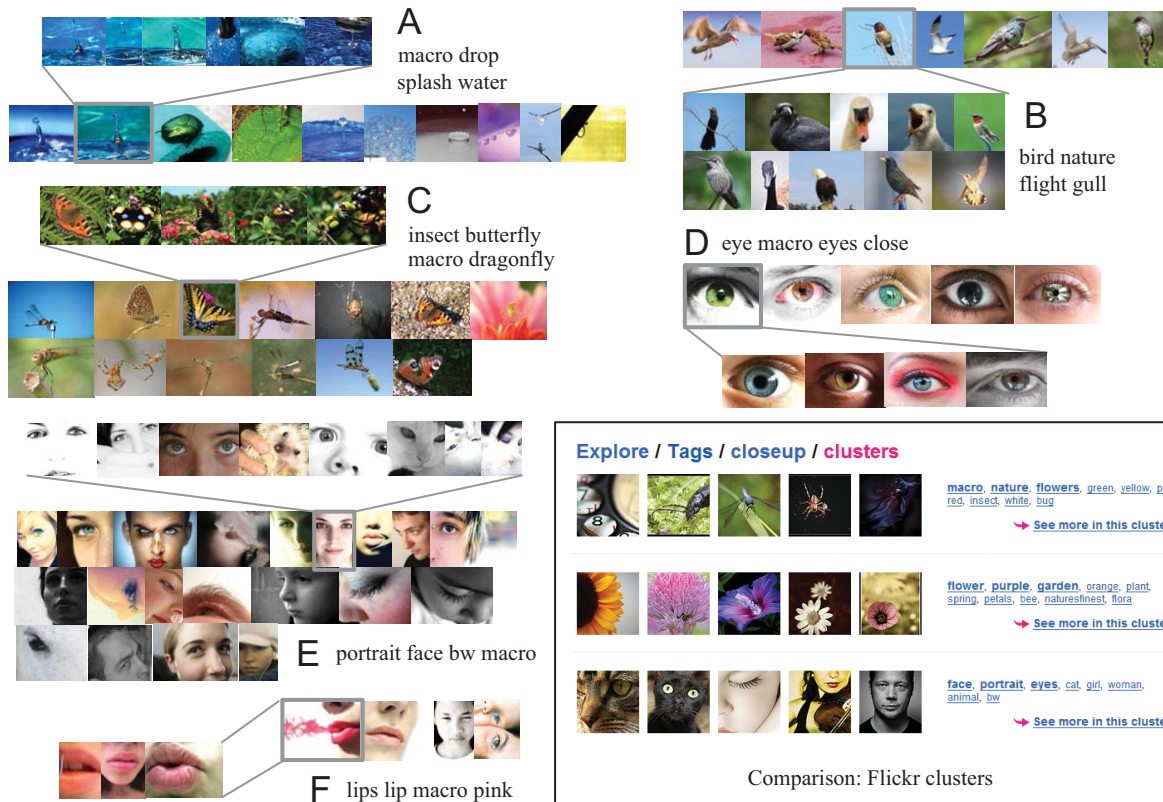 A
macro drop
splash water
B
bird nature
flight gull
C
insect butterfly
macro dragonfly
D eye macro eyes close
E portrait face bw macro
F lips lip macro pink
Explore / Tags / closeup / clusters
macro, nature, flowers, green, yellow, p
red, insect, white, bug
See more in this cluste
flower, purple, garden, orange, plant,
spring, petals, bee, naturesfinest, flora
See more in this cluste
face, portrait, eyes, cat, girl, woman,
animal, bw
See more in this cluste
Comparison: Flickr clusters